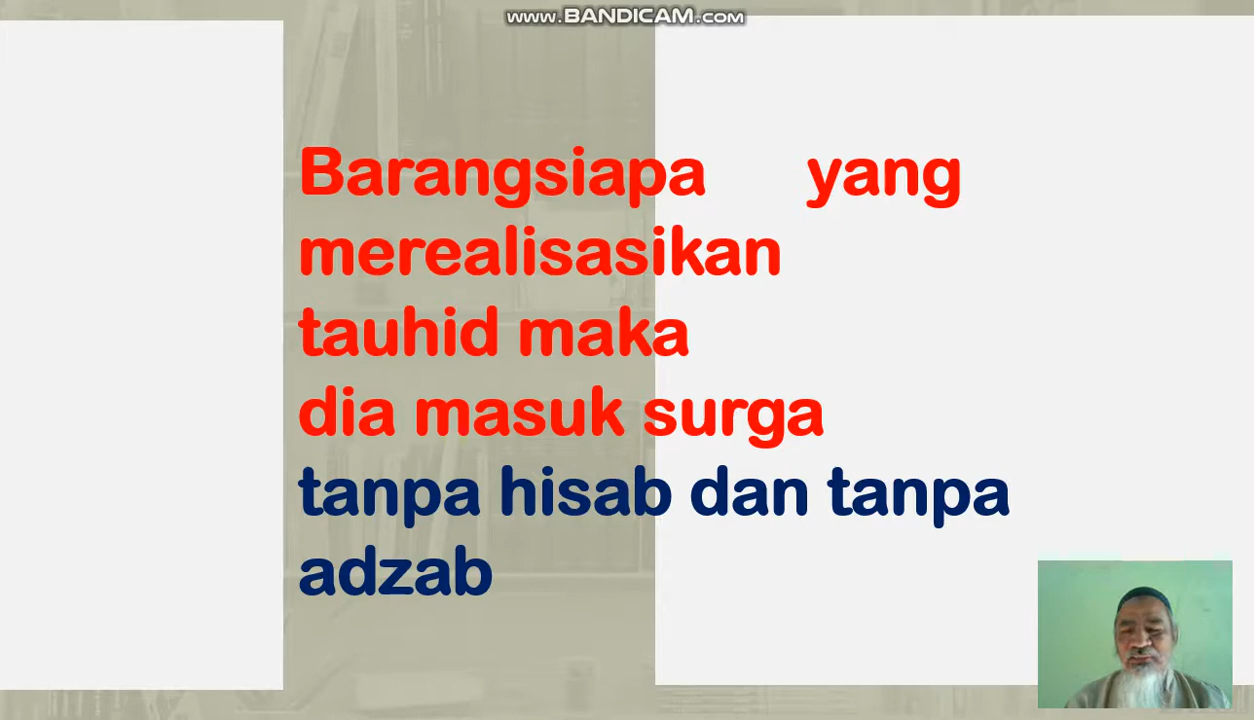 www.BANDICAM.com
Barangsiapa yang
merealisasikan
tauhid maka
dia masuk surga
tanpa hisab dan tanpa
adzab